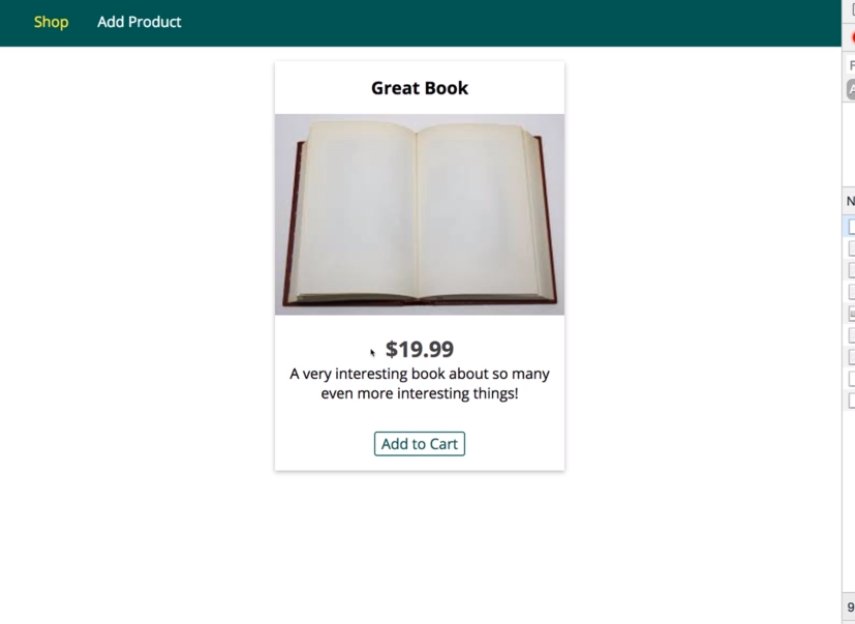 Shop Add Product
Great Book
$19.99
A very interesting book about so many
even more interesting things!
Add to Cart